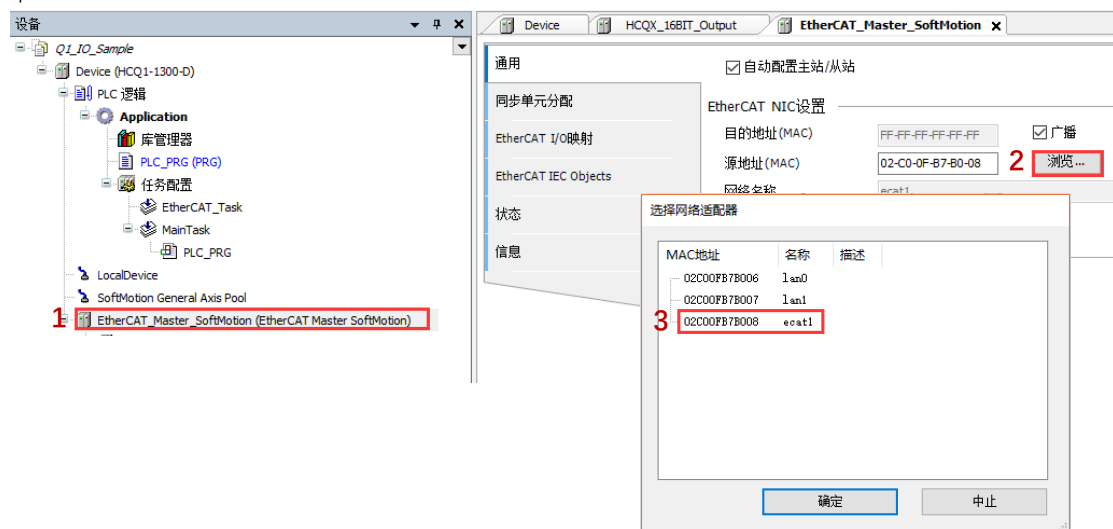 设备
Q1_IO_Sample
Device (HCQ1-1300-D)
PLC 逻辑
Application
库管理器
PLC_PRG (PRG)
任务配置
EtherCAT_Task
MainTask
PLC_PRG
LocalDevice
SoftMotion General Axis Pool
1 EtherCAT_Master_SoftMotion (EtherCAT Master SoftMotion)
Device HCQX_16BIT_Output EtherCAT_Master_SoftMotion
通用
同步单元分配
EtherCAT I/O映射
EtherCAT IEC Objects
状态
信息
自动配置主站/从站
EtherCAT NIC设置
目的地址(MAC) FF-FF-FF-FF-FF-FF 广播
源地址(MAC) 02-C0-0F-B7-B0-08 2 浏览...
网络名称 ecat1
选择网络适配器
MAC地址 名称 描述
02C00FB7B006 lan0
02C00FB7B007 lan1
3 02C00FB7B008 ecat1
确定 中止